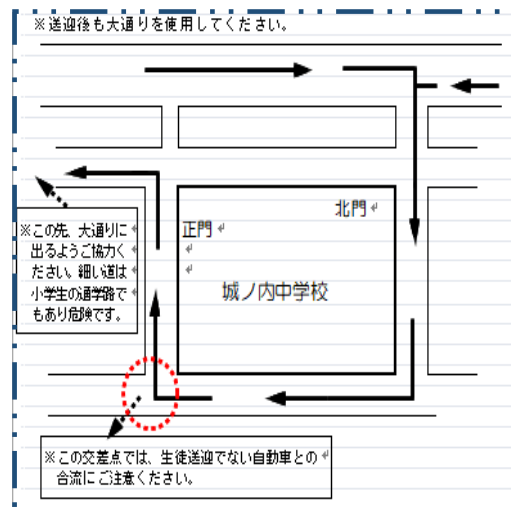 ※送迎後も大通りを使用してください。
北門
正門
城ノ内中学校
※この先、大通りに
出るようご協力く
ださい。細い道は
小学生の通学路で
もあり危険です。
※この交差点では、生徒送迎でない自動車との
合流にご注意ください。